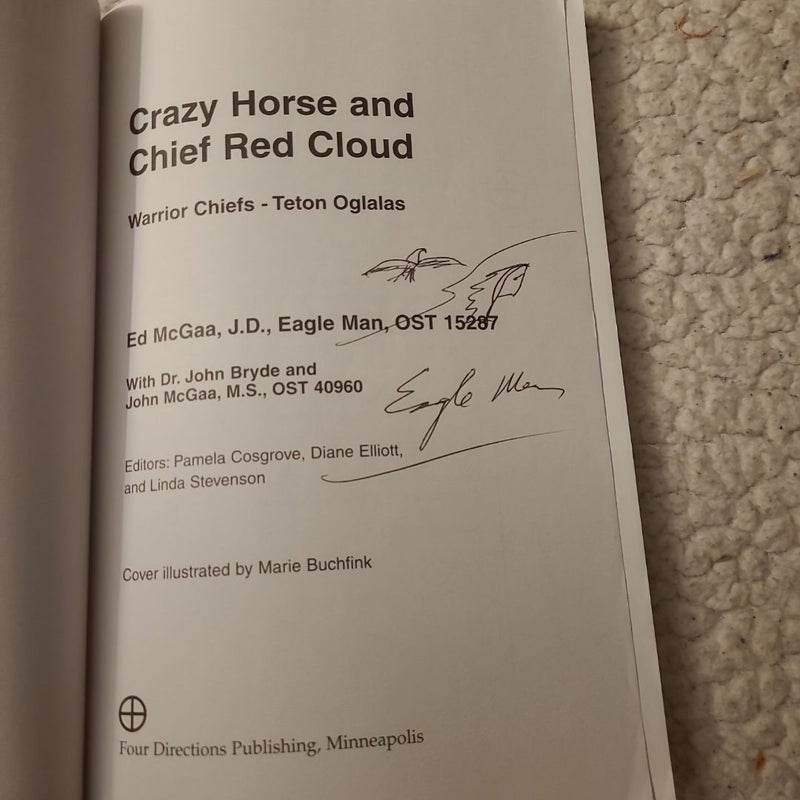 Crazy Horse and
Chief Red Cloud
Warrior Chiefs - Teton Oglalas
Ed McGaa, J.D., Eagle Man, OST 15287
With Dr. John Bryde and
John McGaa, M.S., OST 40960
Eagle Man
Editors: Pamela Cosgrove, Diane Elliott,
and Linda Stevenson
Cover illustrated by Marie Buchfink
Four Directions Publishing, Minneapolis